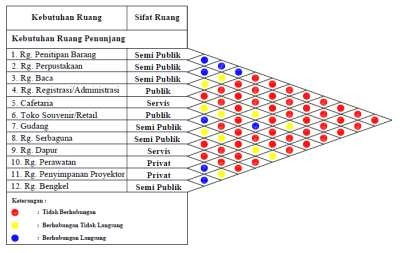 Kebutuhan Ruang Sifat Ruang
Kebutuhan Ruang Penunjang
1. Rg. Penitipan Barang Semi Publik
2. Rg. Perpustakaan Semi Publik
3. Rg. Baca Semi Publik
4. Rg. Registrasi/Administrasi Publik
5. Cafetaria Servis
6. Toko Souvenir/Retail Publik
7. Gudang Semi Publik
8. Rg. Serbaguna Semi Publik
9. Rg. Dapur Servis
10. Rg. Perawatan Privat
11. Rg. Penyimpanan Proyektor Privat
12. Rg. Bengkel Semi Publik
Keterangan :
: Tidak Berhubungan
: Berhubungan Tidak Langsung
: Berhubungan Langsung